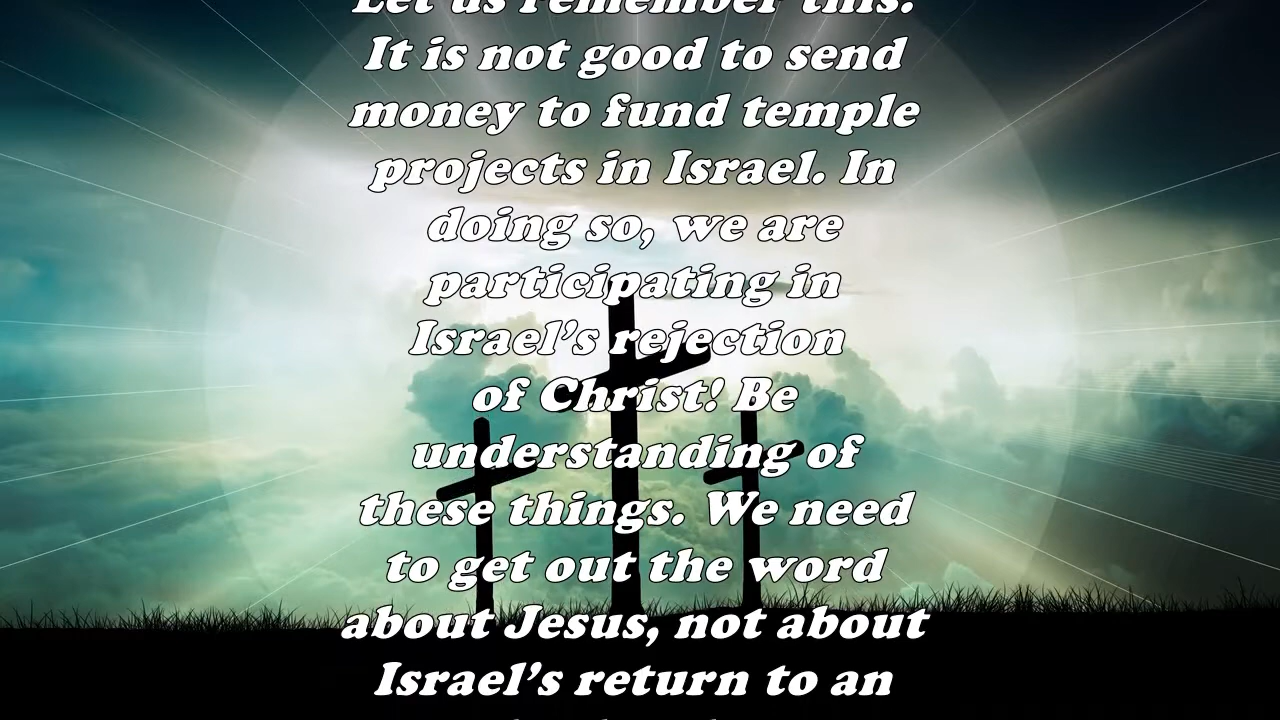 Let us remember this.
It is not good to send
money to fund temple
projects in Israel. In
doing so, we are
participating in
Israel’s rejection
of Christ! Be
understanding of
these things. We need
to get out the word
about Jesus, not about
Israel’s return to an